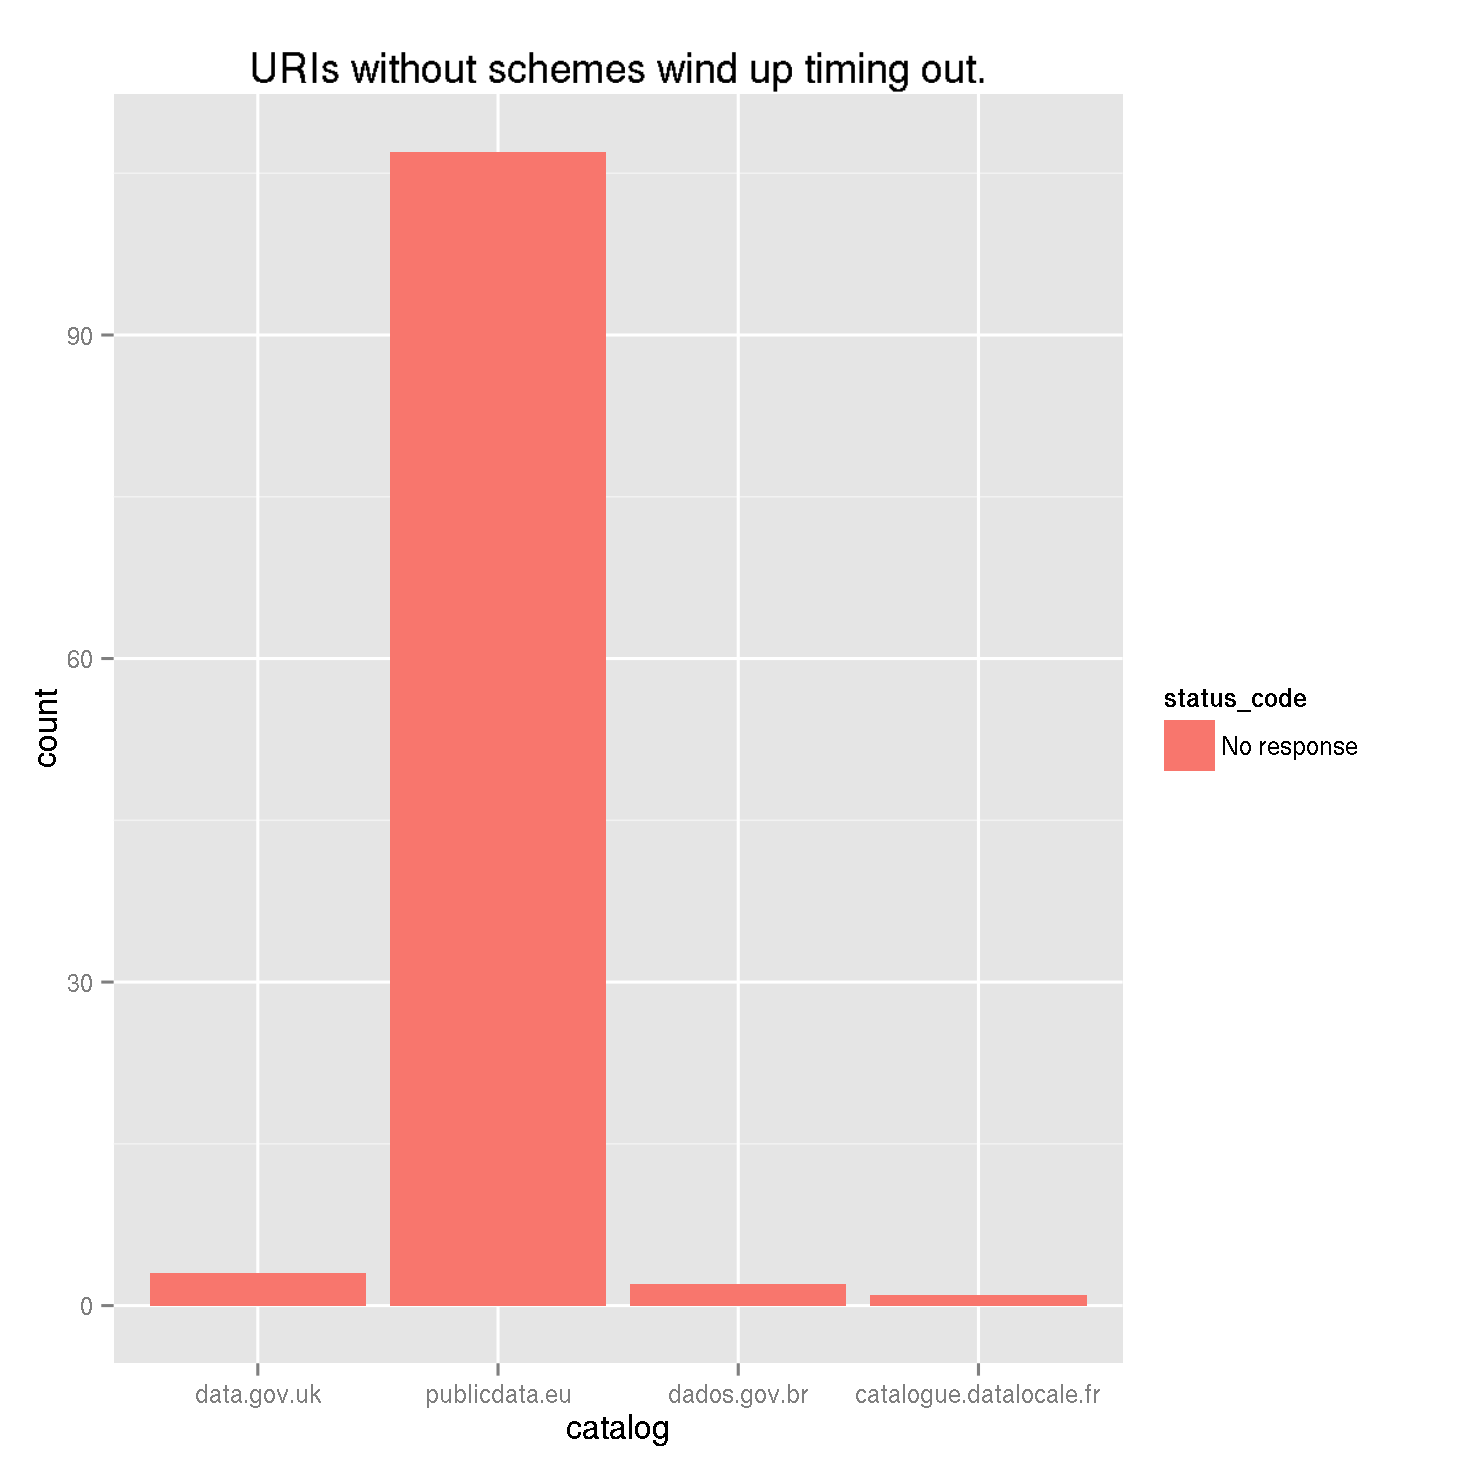 URIs without schemes wind up timing out.
90
60
30
0
count
data.gov.uk publicdata.eu dados.gov.br catalogue.datalocale.fr
catalog
status_code
No response